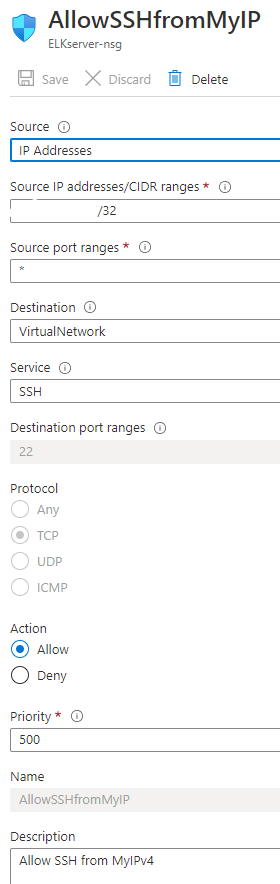 AllowSSHfromMyIP
ELKserver-nsg
Save Discard Delete
Source
IP Addresses
Source IP addresses/CIDR ranges *
/32
Source port ranges *
*
Destination
VirtualNetwork
Service
SSH
Destination port ranges
22
Protocol
Any
TCP
UDP
ICMP
Action
Allow
Deny
Priority *
500
Name
AllowSSHfromMyIP
Description
Allow SSH from MyIPv4